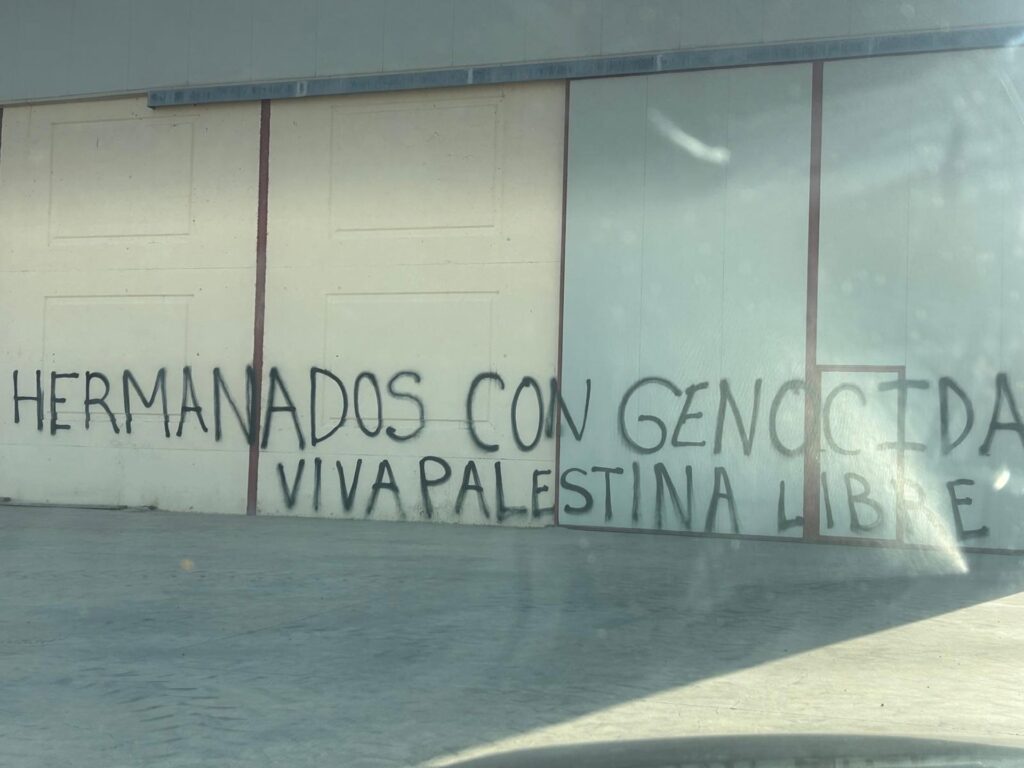 HERMANADOS CON GENOCIDA
VIVA PALESTINA LIBRE